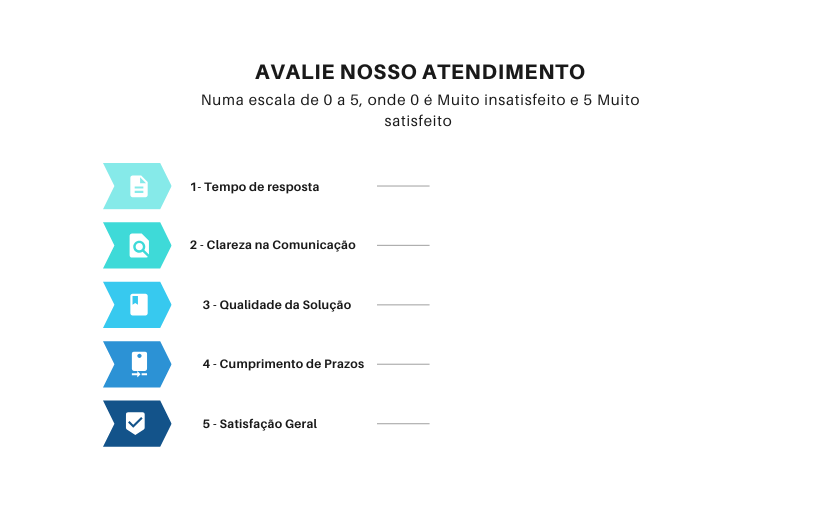 AVALIE NOSSO ATENDIMENTO
Numa escala de 0 a 5, onde 0 é Muito insatisfeito e 5 Muito
satisfeito
1- Tempo de resposta
2 - Clareza na Comunicação
3 - Qualidade da Solução
4 - Cumprimento de Prazos
5 - Satisfação Geral